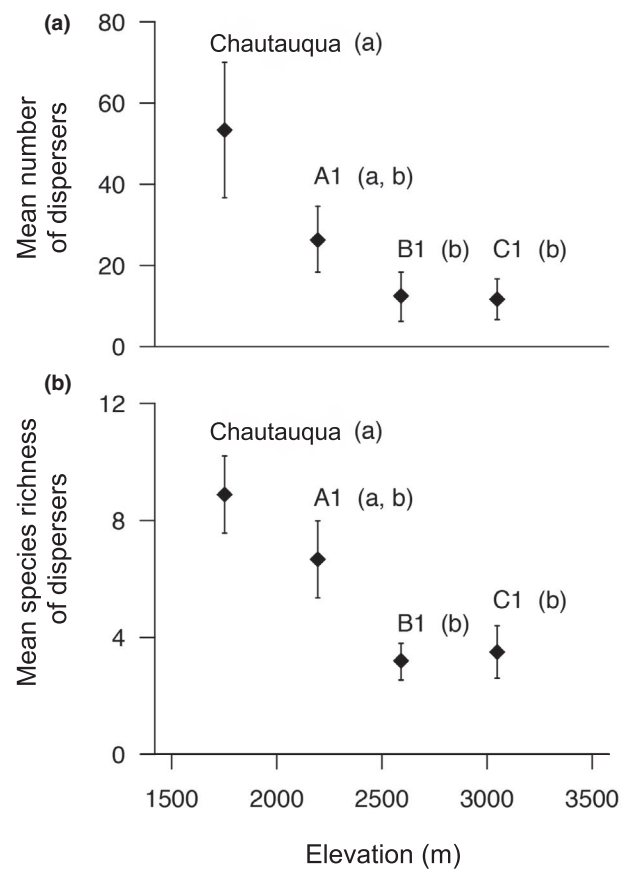 (a)
80
60
40
20
0
Mean number
of dispersers
Chautauqua (a)
A1 (a, b)
B1 (b)
C1 (b)
(b)
12
8
4
0
Mean species richness
of dispersers
Chautauqua (a)
A1 (a, b)
B1 (b)
C1 (b)
1500 2000 2500 3000 3500
Elevation (m)